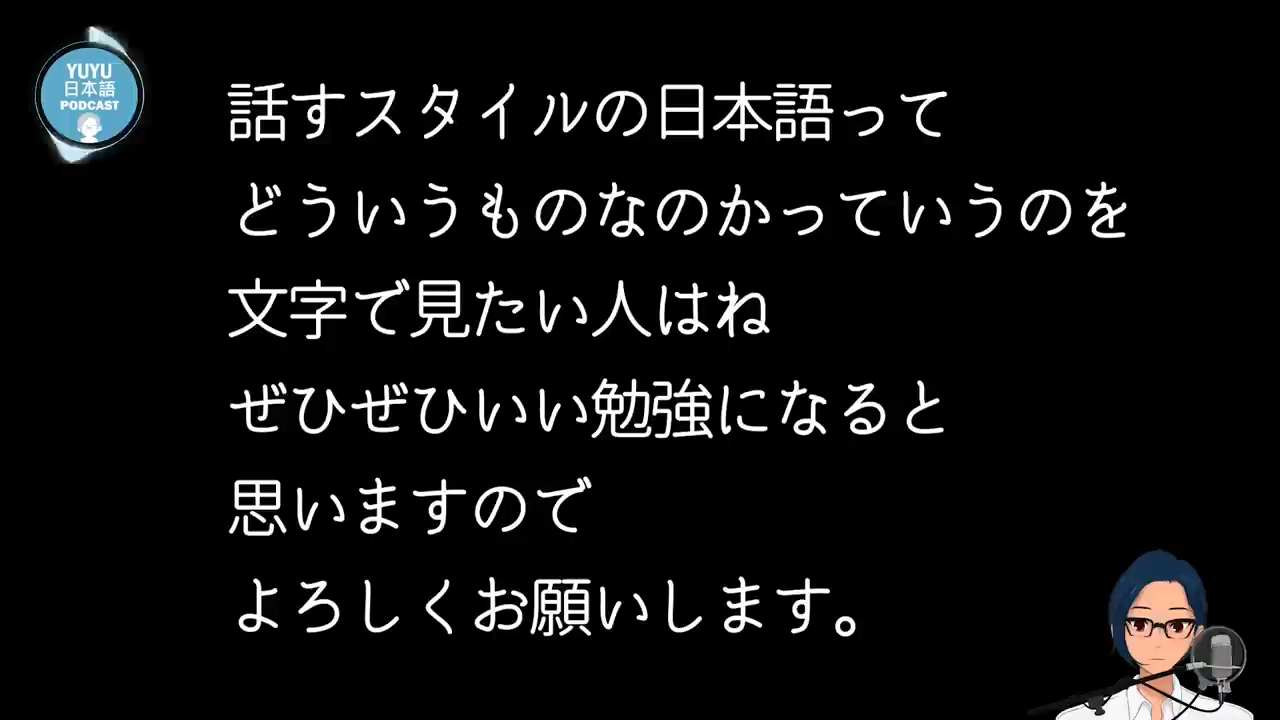 YUYU
日本語
PODCAST
話すスタイルの日本語って
どういうものなのかっていうのを
文字で見たい人はね
ぜひぜひいい勉強になると
思いますので
よろしくお願いします。